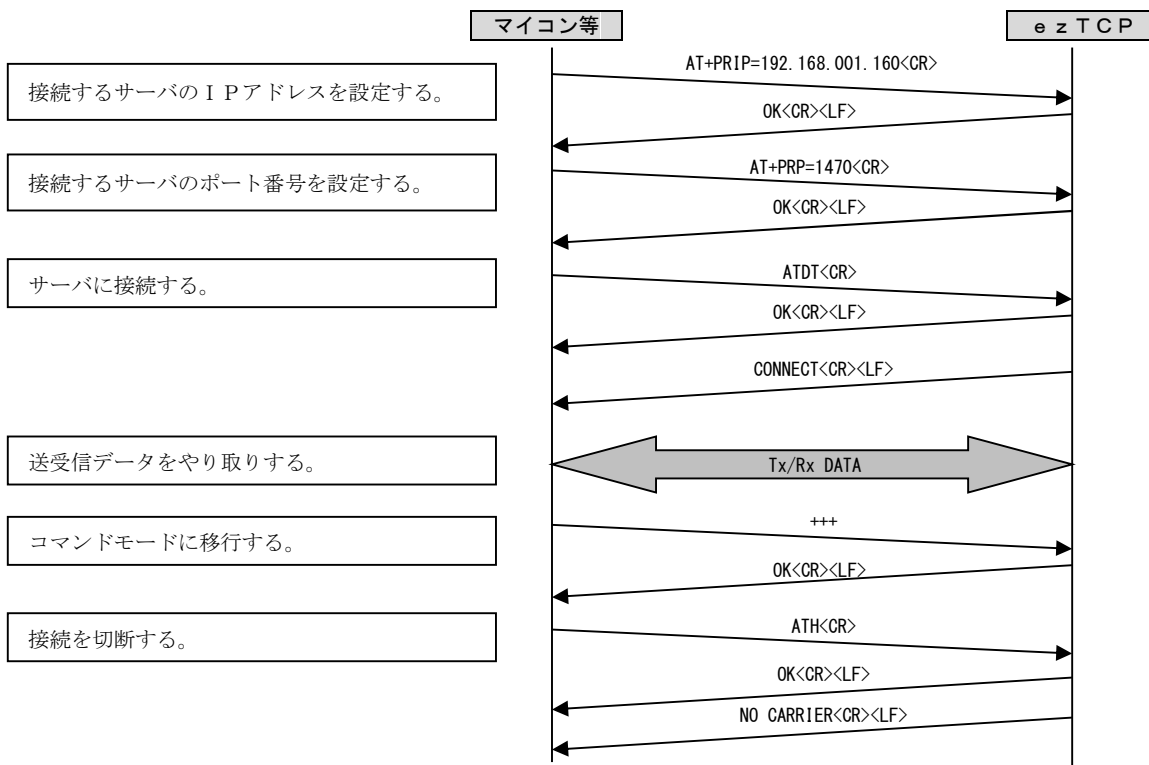 マイコン等
ｅｚＴＣＰ
接続するサーバのＩＰアドレスを設定する。
AT+PRIP=192.168.001.160<CR>
OK<CR><LF>
接続するサーバのポート番号を設定する。
AT+PRP=1470<CR>
OK<CR><LF>
サーバに接続する。
ATDT<CR>
OK<CR><LF>
CONNECT<CR><LF>
送受信データをやり取りする。
Tx/Rx DATA
コマンドモードに移行する。
+++
OK<CR><LF>
接続を切断する。
ATH<CR>
OK<CR><LF>
NO CARRIER<CR><LF>